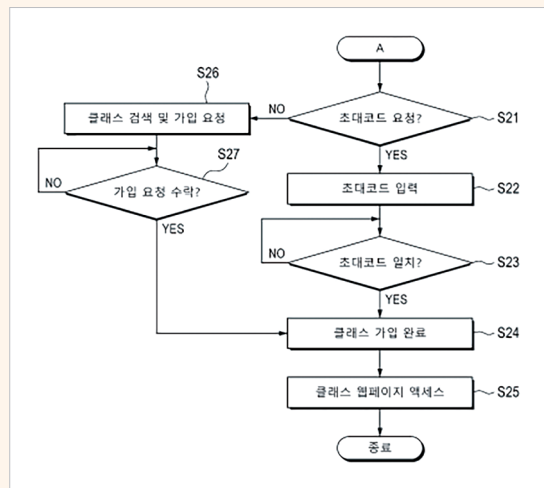 A
S26
클래스 검색 및 가입 요청
NO
초대코드 요청?
S21
YES
S27
가입 요청 수락?
NO
YES
초대코드 입력
S22
NO
초대코드 일치?
S23
YES
클래스 가입 완료
S24
클래스 웹페이지 액세스
S25
종료